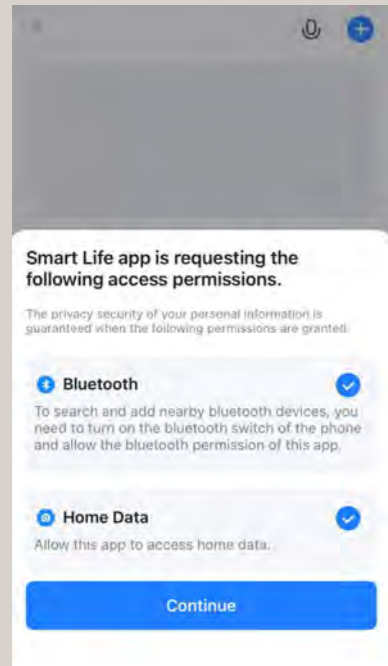 Smart Life app is requesting the
following access permissions.
The privacy security of your personal information is
guaranteed when the following permissions are granted.
Bluetooth
To search and add nearby bluetooth devices, you
need to turn on the bluetooth switch of the phone
and allow the bluetooth permission of this app.
Home Data
Allow this app to access home data.
Continue